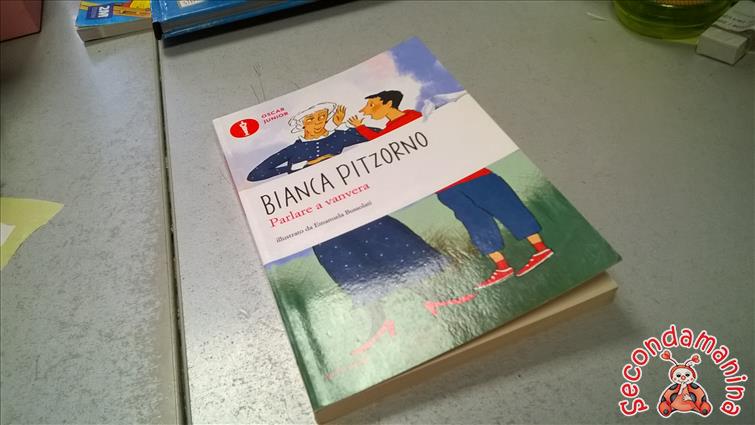 OSCAR
JUNIOR
BIANCA PITZORNO
Parlare a vanvera
illustrato da Emanuela Bussolati
Secondamanina